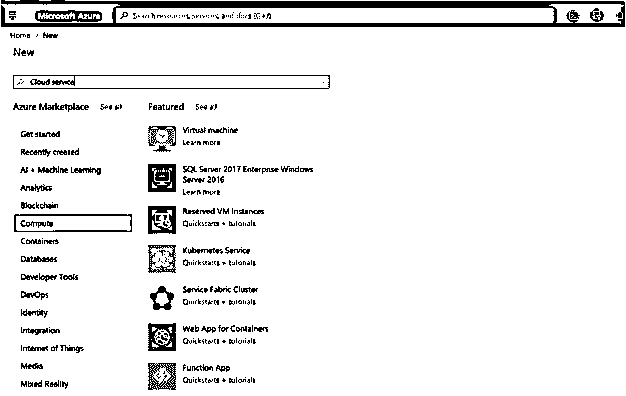 Microsoft Azure
Search resources, services, and docs (G+/)
Home > New
New
Cloud service
Azure Marketplace See all
Featured See all
Get started
Recently created
AI + Machine Learning
Analytics
Blockchain
Compute
Containers
Databases
Developer Tools
DevOps
Identity
Integration
Internet of Things
Media
Mixed Reality
Virtual machine
Learn more
SQL Server 2017 Enterprise Windows
Server 2016
Learn more
Reserved VM Instances
Quickstarts + tutorials
Kubernetes Service
Quickstarts + tutorials
Service Fabric Cluster
Quickstarts + tutorials
Web App for Containers
Quickstarts + tutorials
Function App
Quickstarts + tutorials